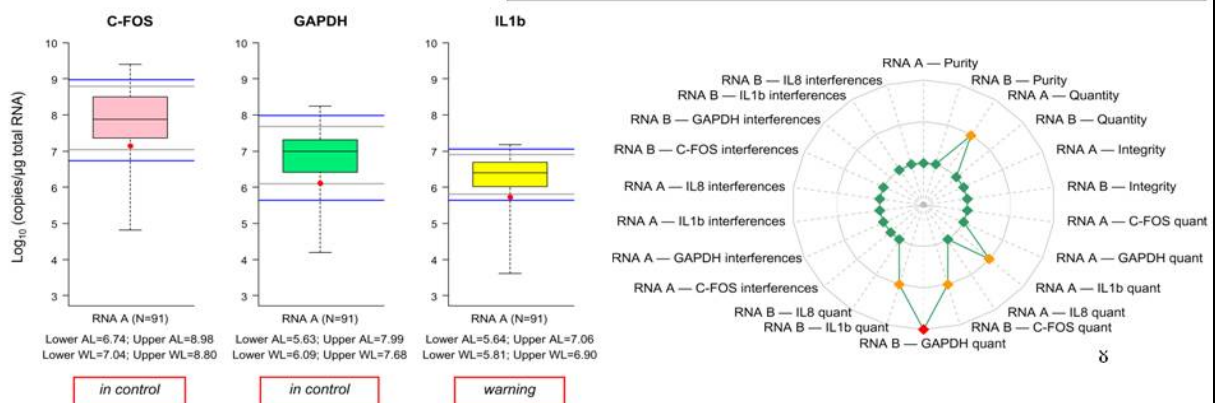 C-FOS
GAPDH
IL1b
Log10 (copies/µg total RNA)
10
9
8
7
6
5
4
3
10
9
8
7
6
5
4
3
10
9
8
7
6
5
4
3
RNA A (N=91)
RNA A (N=91)
RNA A (N=91)
Lower AL=6.74; Upper AL=8.98
Lower WL=7.04; Upper WL=8.80
Lower AL=5.63; Upper AL=7.99
Lower WL=6.09; Upper WL=7.68
Lower AL=5.64; Upper AL=7.06
Lower WL=5.81; Upper WL=6.90
in control
in control
warning
RNA A — Purity
RNA B — Purity
RNA A — Quantity
RNA B — Quantity
RNA A — Integrity
RNA B — Integrity
RNA A — C-FOS quant
RNA A — GAPDH quant
RNA A — IL1b quant
RNA A — IL8 quant
RNA B — C-FOS quant
RNA B — GAPDH quant
RNA B — IL1b quant
RNA B — IL8 quant
RNA A — C-FOS interferences
RNA A — GAPDH interferences
RNA A — IL1b interferences
RNA A — IL8 interferences
RNA B — C-FOS interferences
RNA B — GAPDH interferences
RNA B — IL1b interferences
RNA B — IL8 interferences
δ